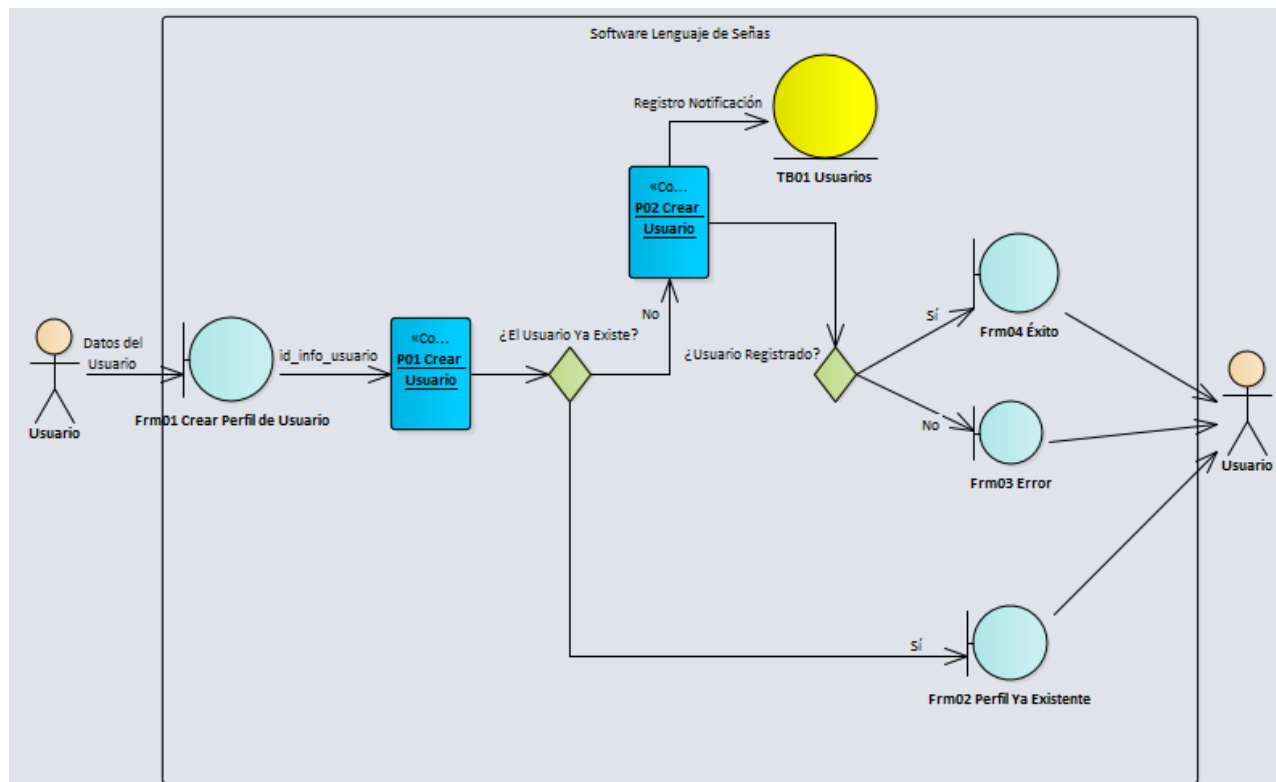 Software Lenguaje de Señas
Registro Notificación
TB01 Usuarios
«Co...
P02 Crear
Usuario
No
Datos del
Usuario
Usuario
Frm01 Crear Perfil de Usuario
id_info_usuario
«Co...
P01 Crear
Usuario
¿El Usuario Ya Existe?
¿Usuario Registrado?
Sí
Frm04 Éxito
No
Frm03 Error
Usuario
Sí
Frm02 Perfil Ya Existente